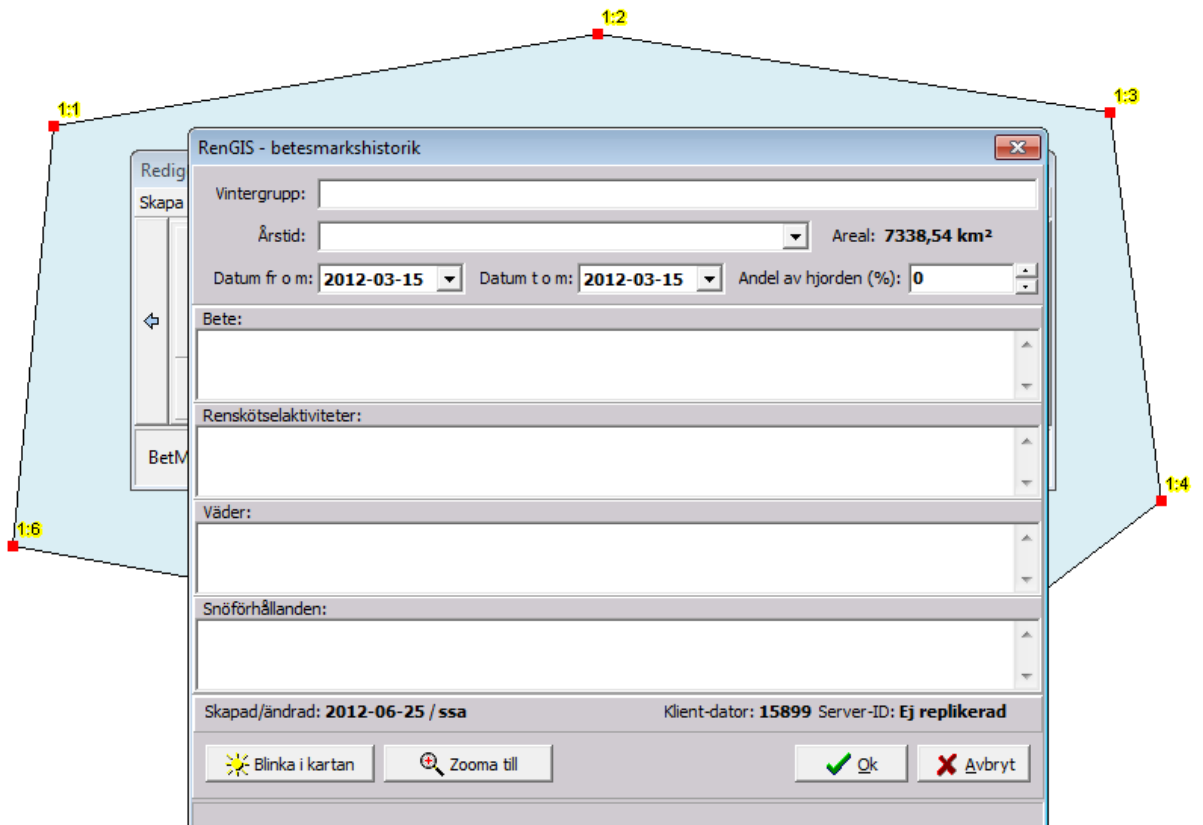 1:2
1:3
1:1
RenGIS - betesmarkshistorik
Redig
Skapa
Vintergrupp:
Årstid:
Areal: 7338,54 km²
Datum fr o m: 2012-03-15 Datum t o m: 2012-03-15 Andel av hjorden (%): 0
Bete:
Renskötselaktiviteter:
BetM
1:4
Väder:
1:6
Snöförhållanden:
Skapad/ändrad: 2012-06-25 / ssa Klient-dator: 15899 Server-ID: Ej replikerad
Blinka i kartan Zooma till Ok Avbryt